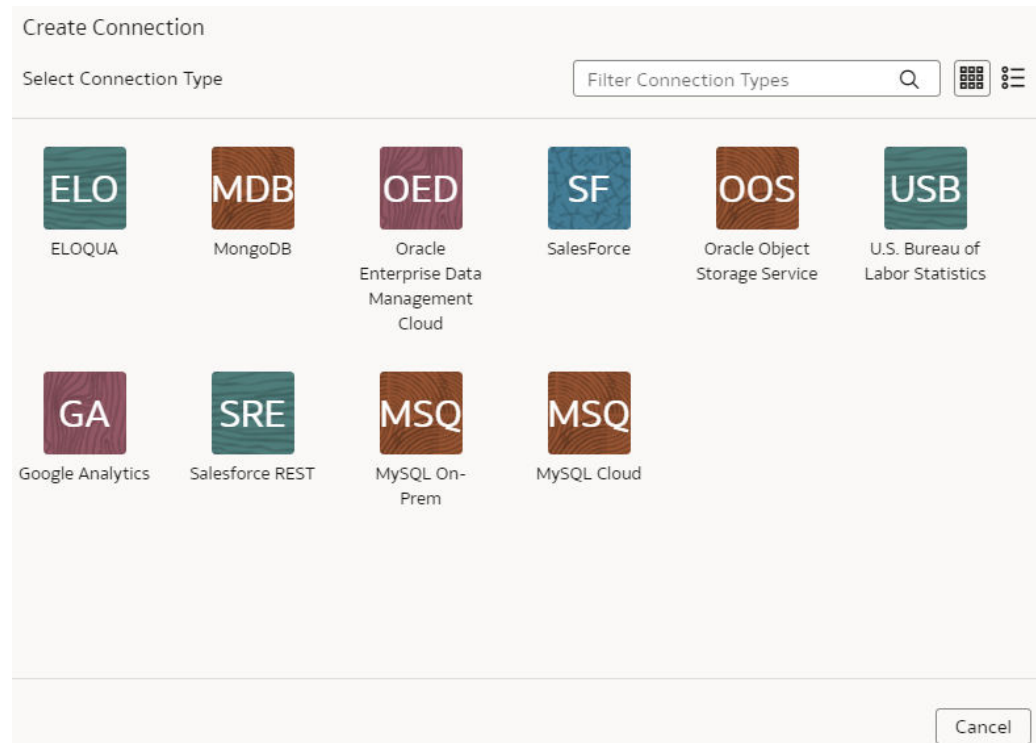 Create Connection
Select Connection Type
Filter Connection Types
ELO
MDB
OED
SF
OOS
USB
ELOQUA
MongoDB
Oracle
Enterprise Data
Management
Cloud
SalesForce
Oracle Object
Storage Service
U.S. Bureau of
Labor Statistics
GA
SRE
MSQ
MSQ
Google Analytics
Salesforce REST
MySQL On-
Prem
MySQL Cloud
Cancel